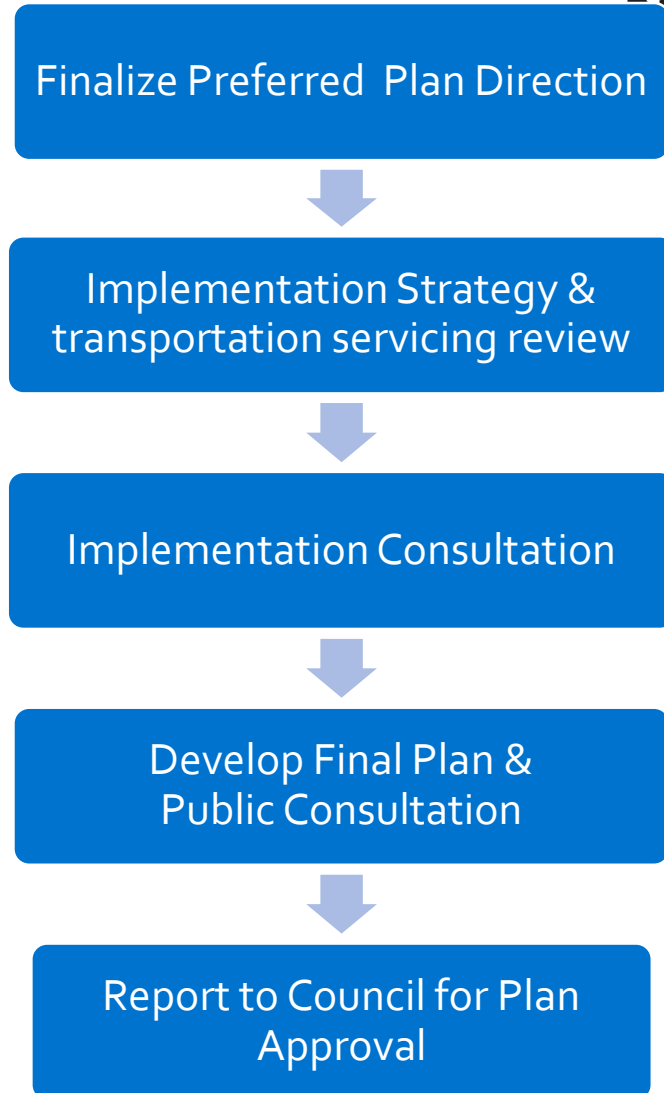 Finalize Preferred Plan Direction
Implementation Strategy &
transportation servicing review
Implementation Consultation
Develop Final Plan &
Public Consultation
Report to Council for Plan
Approval